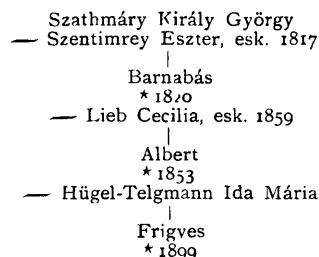 Szathmáry Király György
— Szentimrey Eszter, esk. 1817
Barnabás
* 1820
— Lieb Cecilia, esk. 1859
Albert
* 1853
— Hügel-Telgmann Ida Mária
Frigyes
* 1899